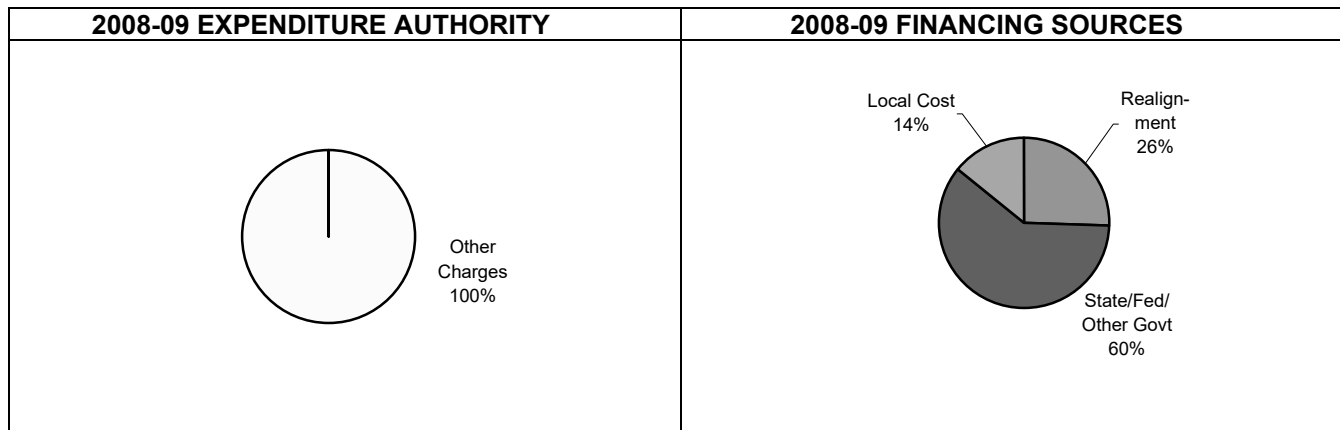 2008-09 EXPENDITURE AUTHORITY
2008-09 FINANCING SOURCES
Other
Charges
100%
Local Cost
14%
Realign-
ment
26%
State/Fed/
Other Govt
60%